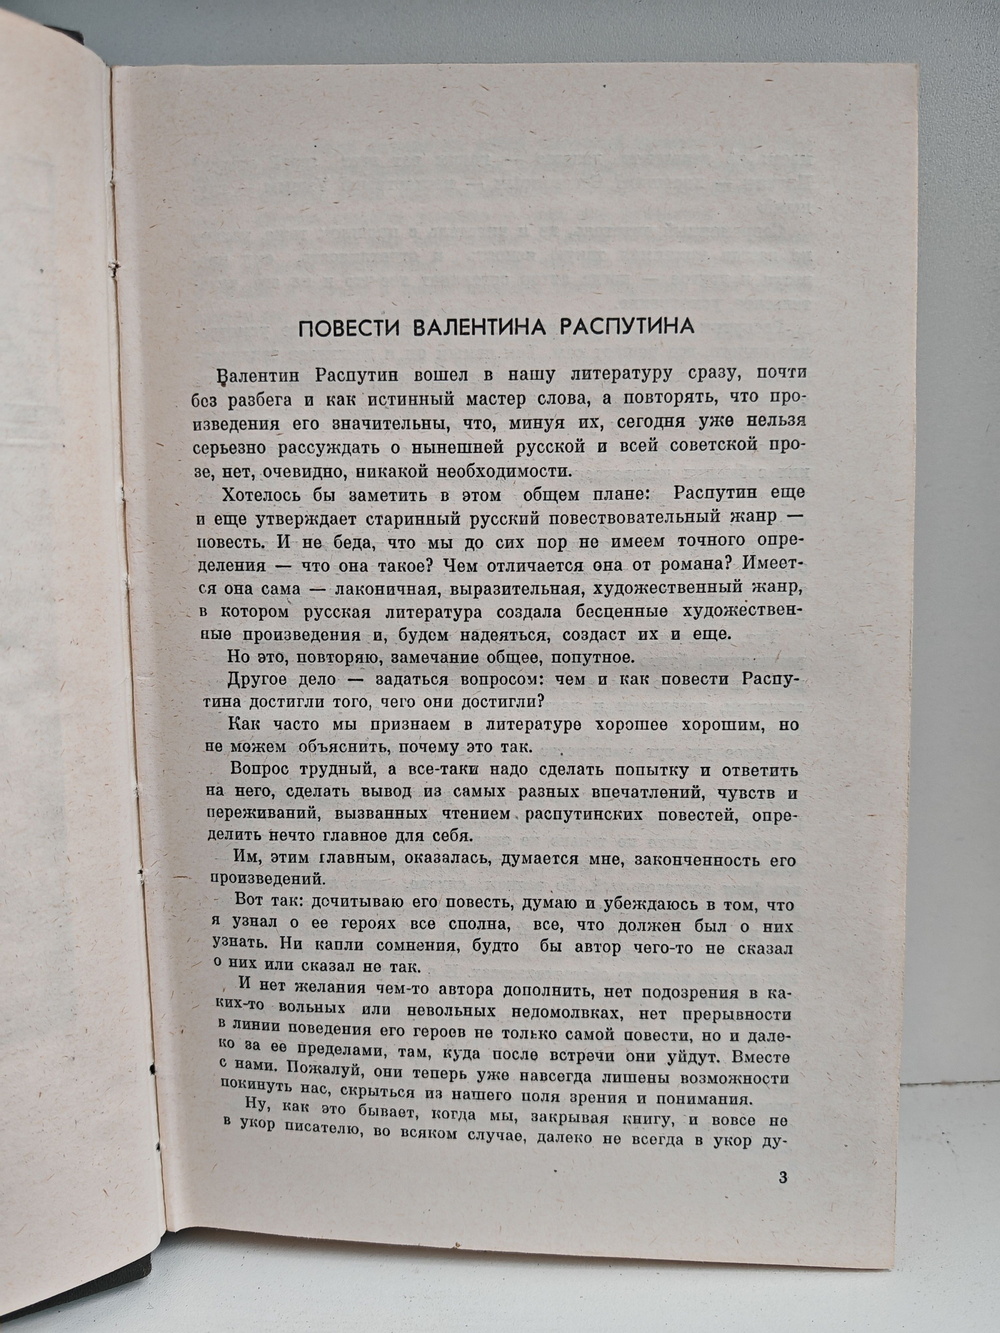 ПОВЕСТИ ВАЛЕНТИНА РАСПУТИНА
Валентин Распутин вошел в нашу литературу сразу, почти
без разбега и как истинный мастер слова, а повторять, что про-
изведения его значительны, что, минуя их, сегодня уже нельзя
серьезно рассуждать о нынешней русской и всей советской про-
зе, нет, очевидно, никакой необходимости.
Хотелось бы заметить в этом общем плане: Распутин еще
и еще утверждает старинный русский повествовательный жанр —
повесть. И не беда, что мы до сих пор не имеем точного опре-
деления — что она такое? Чем отличается она от романа? Имеет-
ся она сама — лаконичная, выразительная, художественный жанр,
в котором русская литература создала бесценные художествен-
ные произведения и, будем надеяться, создаст их и еще.
Но это, повторяю, замечание общее, попутное.
Другое дело — задаться вопросом: чем и как повести Распу-
тина достигли того, чего они достигли?
Как часто мы признаем в литературе хорошее хорошим, но
не можем объяснить, почему это так.
Вопрос трудный, а все-таки надо сделать попытку и ответить
на него, сделать вывод из самых разных впечатлений, чувств и
переживаний, вызванных чтением распутинских повестей, опре-
делить нечто главное для себя.
Им, этим главным, оказалась, думается мне, законченность его
произведений.
Вот так: дочитываю его повесть, думаю и убеждаюсь в том, что
я узнал о ее героях все сполна, все, что должен был о них
узнать. Ни капли сомнения, будто бы автор чего-то не сказал
о них или сказал не так.
И нет желания чем-то автора дополнить, нет подозрения в ка-
ких-то вольных или невольных недомолвках, нет прерывности
в линии поведения его героев не только самой повести, но и дале-
ко за ее пределами, там, куда после встречи они уйдут. Вместе
с нами. Пожалуй, они теперь уже навсегда лишены возможности
покинуть нас, скрыться из нашего поля зрения и понимания.
Ну, как это бывает, когда мы, закрывая книгу, и вовсе не
в укор писателю, во всяком случае, далеко не всегда в укор ду-
3